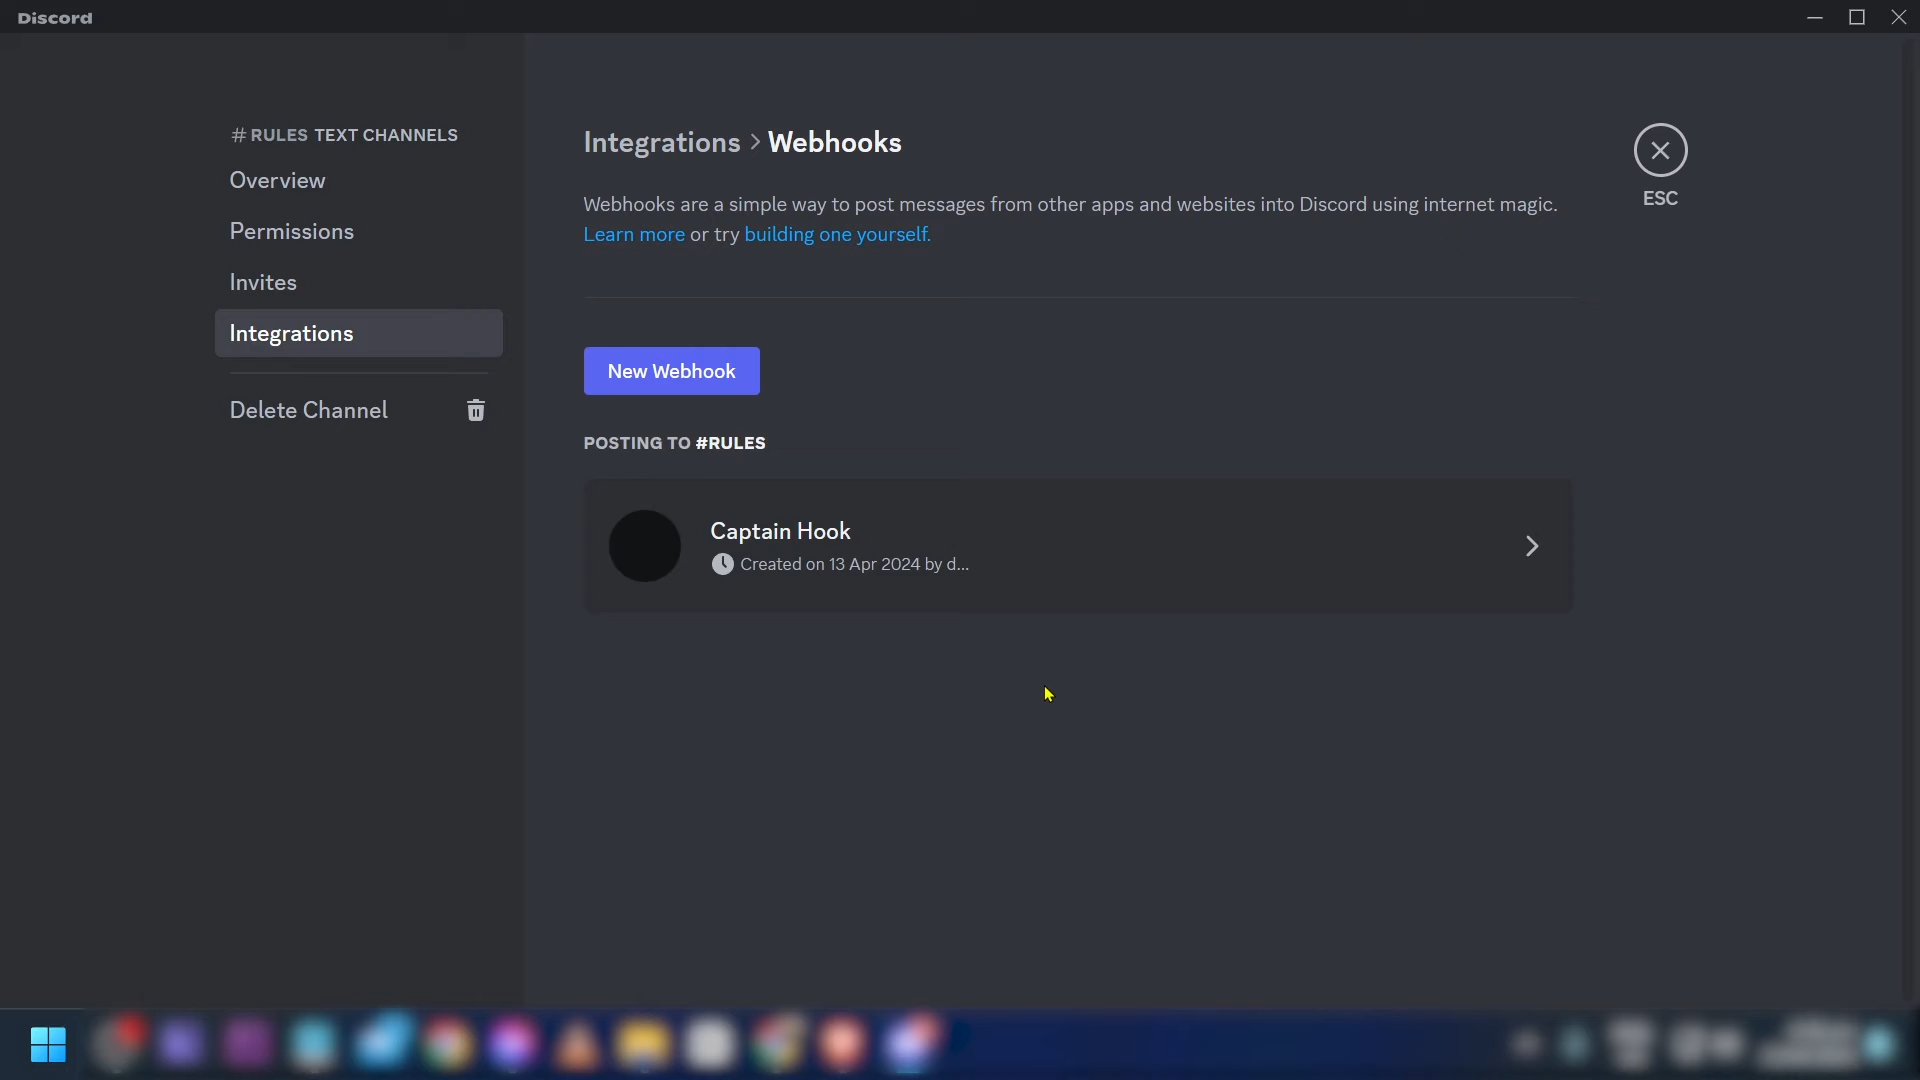 Discord
# RULES TEXT CHANNELS
Overview
Permissions
Invites
Integrations
Delete Channel
Integrations > Webhooks
Webhooks are a simple way to post messages from other apps and websites into Discord using internet magic.
Learn more or try building one yourself.
ESC
New Webhook
POSTING TO #RULES
Captain Hook
Created on 13 Apr 2024 by d...